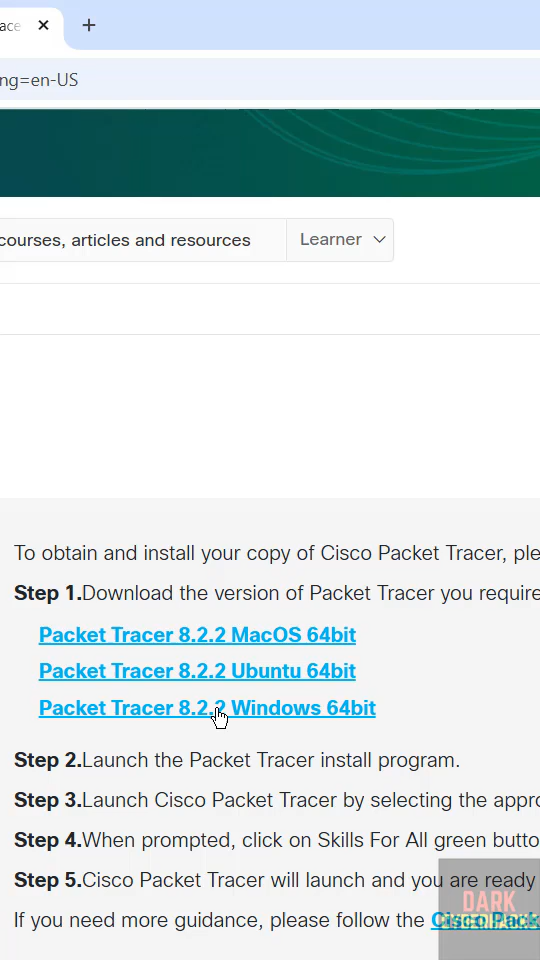 ace
ng=en-US
courses, articles and resources
Learner
To obtain and install your copy of Cisco Packet Tracer, ple
Step 1.Download the version of Packet Tracer you require
Packet Tracer 8.2.2 MacOS 64bit
Packet Tracer 8.2.2 Ubuntu 64bit
Packet Tracer 8.2.2 Windows 64bit
Step 2.Launch the Packet Tracer install program.
Step 3.Launch Cisco Packet Tracer by selecting the appro
Step 4.When prompted, click on Skills For All green butto
Step 5.Cisco Packet Tracer will launch and you are ready
If you need more guidance, please follow the Cisco Pack
DARK